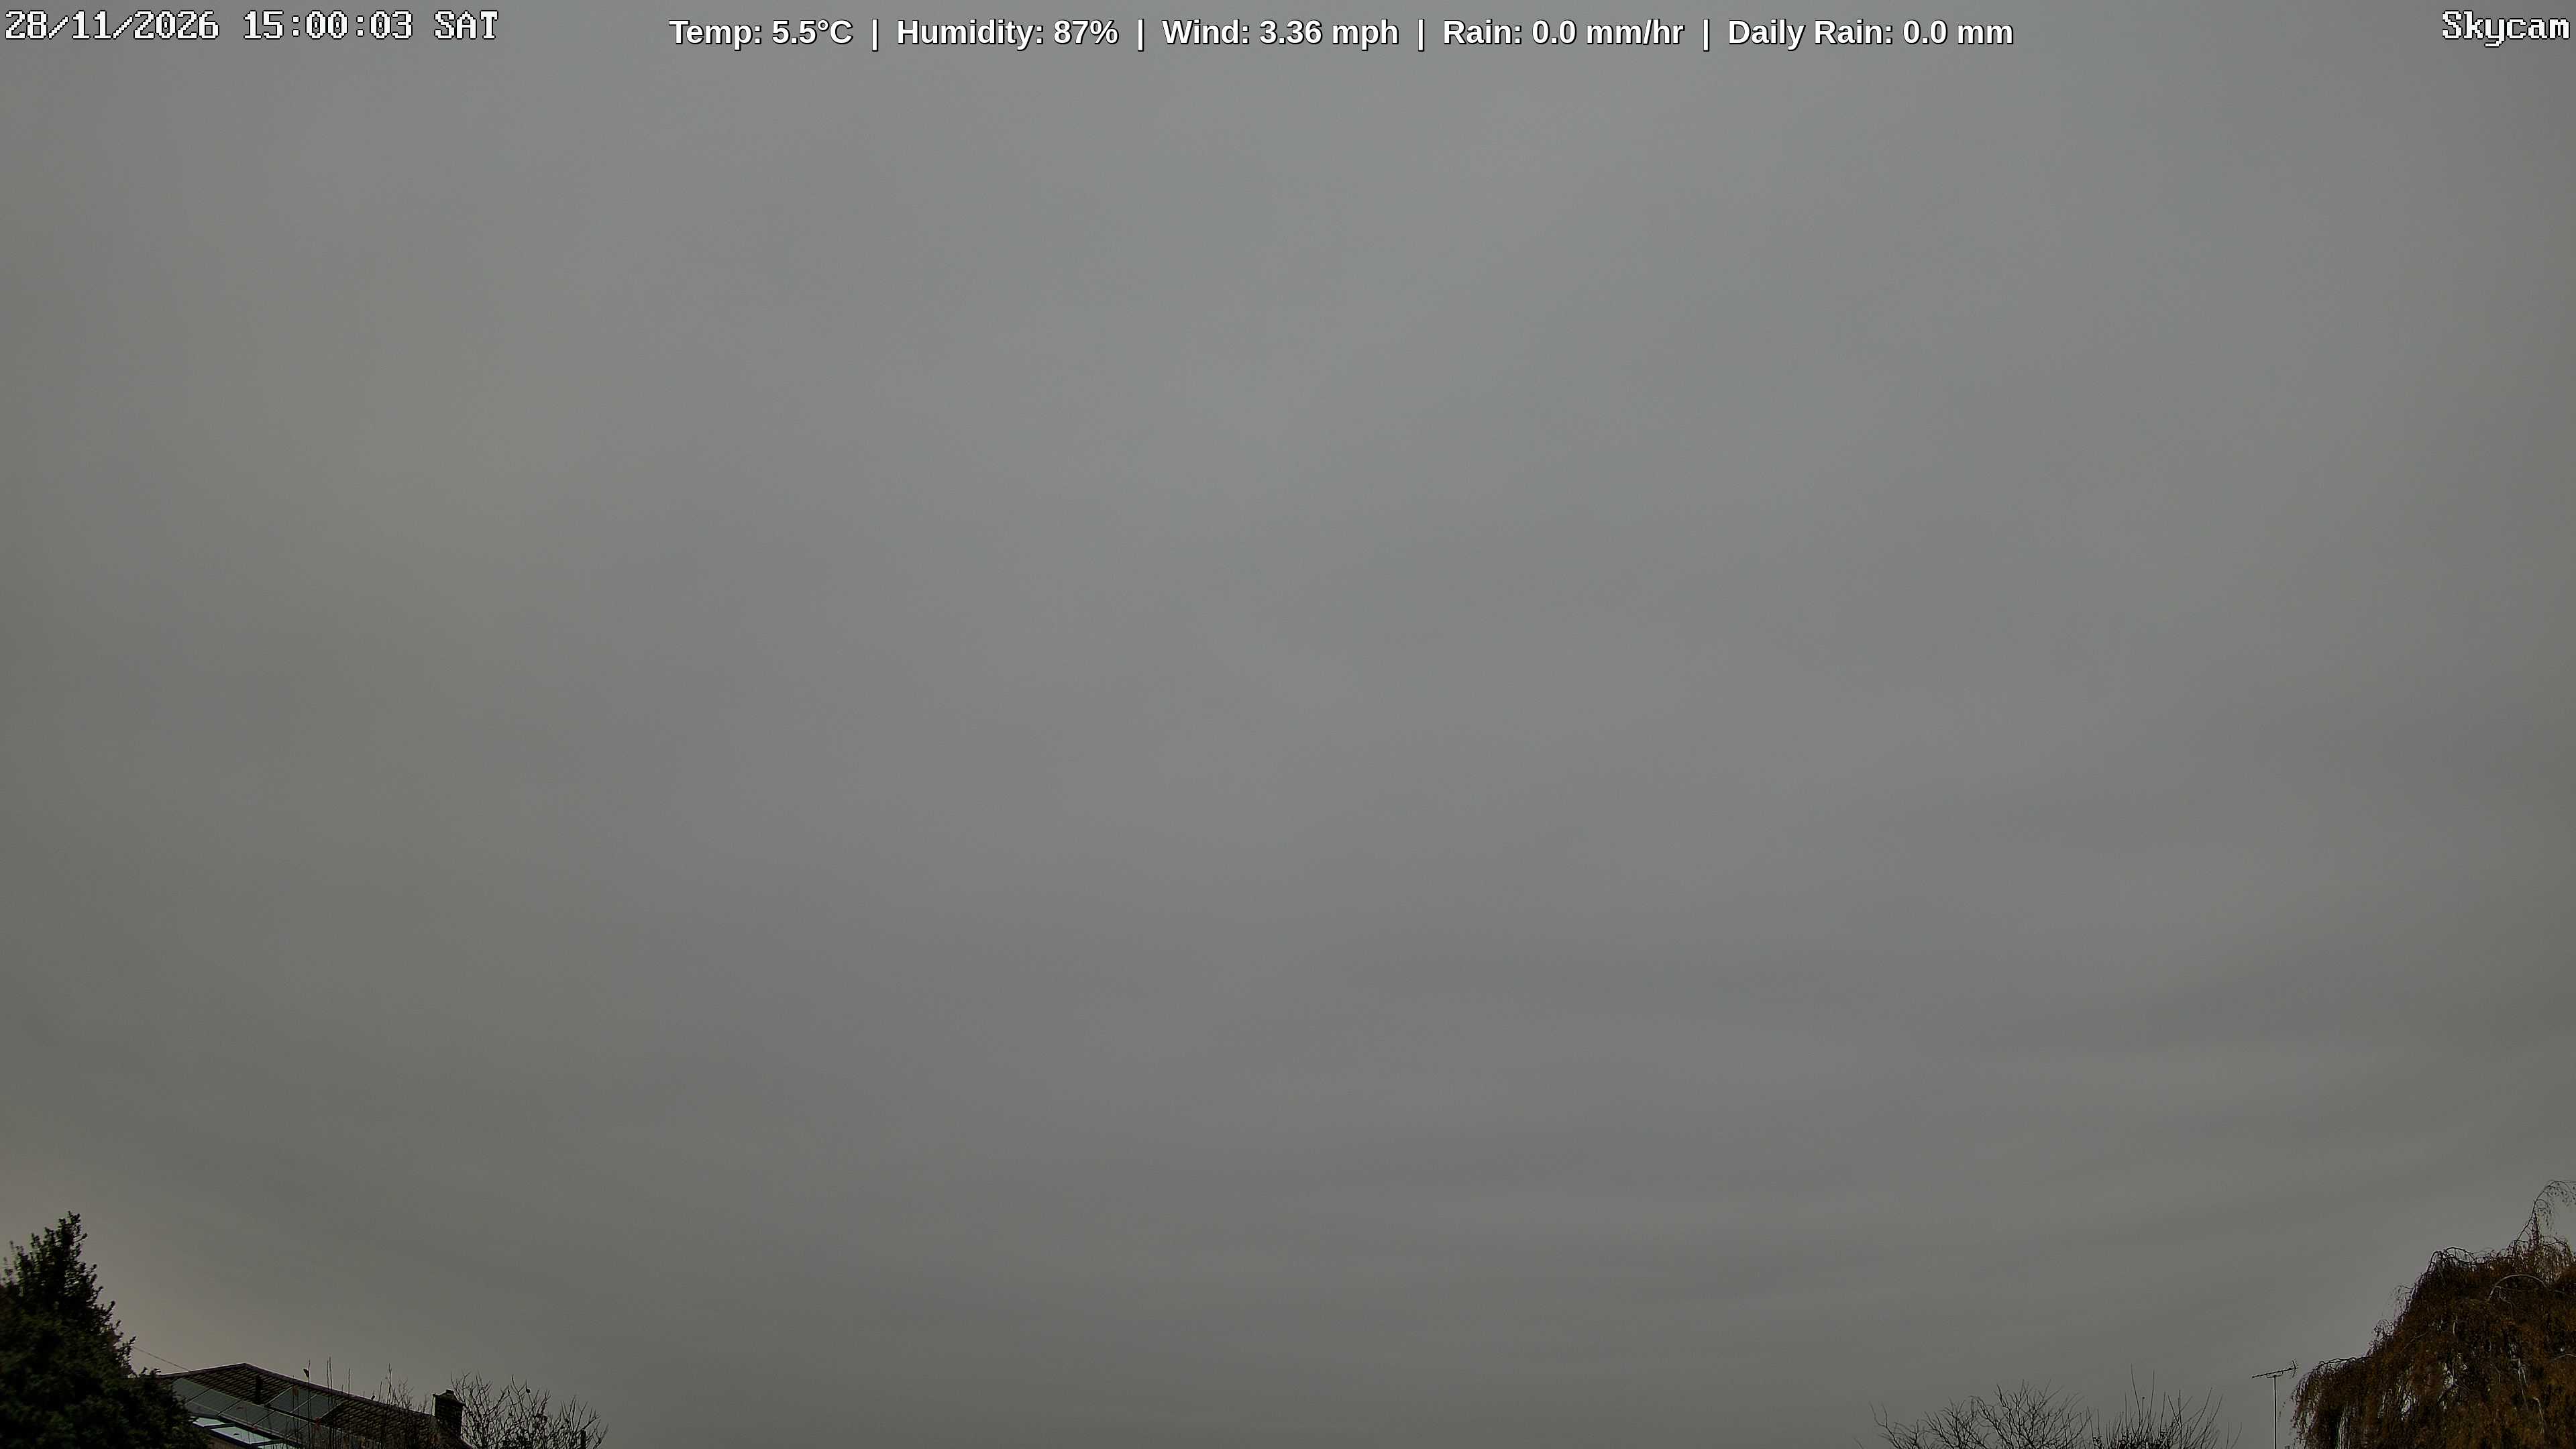 28/11/2026 15:00:03 SAT
Temp: 5.5°C | Humidity: 87% | Wind: 3.36 mph | Rain: 0.0 mm/hr | Daily Rain: 0.0 mm
Skycam